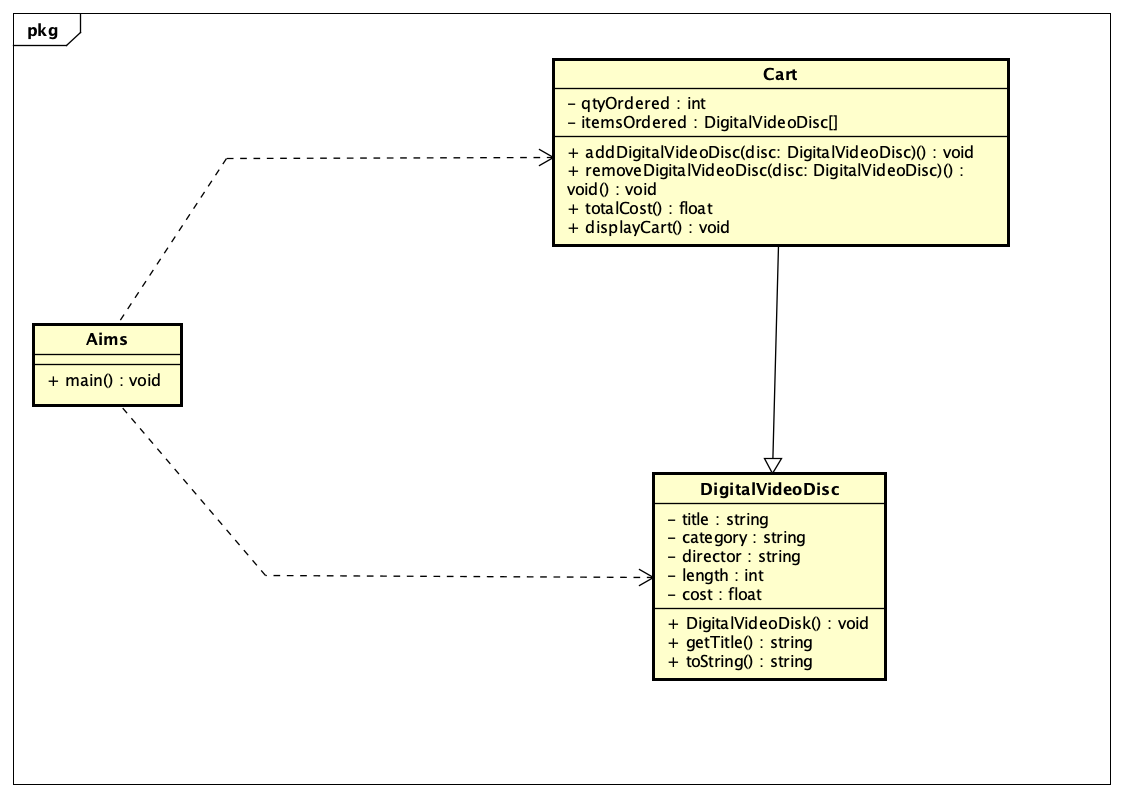 pkg
Cart
- qtyOrdered : int
- itemsOrdered : DigitalVideoDisc[]
+ addDigitalVideoDisc(disc: DigitalVideoDisc)() : void
+ removeDigitalVideoDisc(disc: DigitalVideoDisc)() :
void() : void
+ totalCost() : float
+ displayCart() : void
Aims
+ main() : void
DigitalVideoDisc
- title : string
- category : string
- director : string
- length : int
- cost : float
+ DigitalVideoDisk() : void
+ getTitle() : string
+ toString() : string